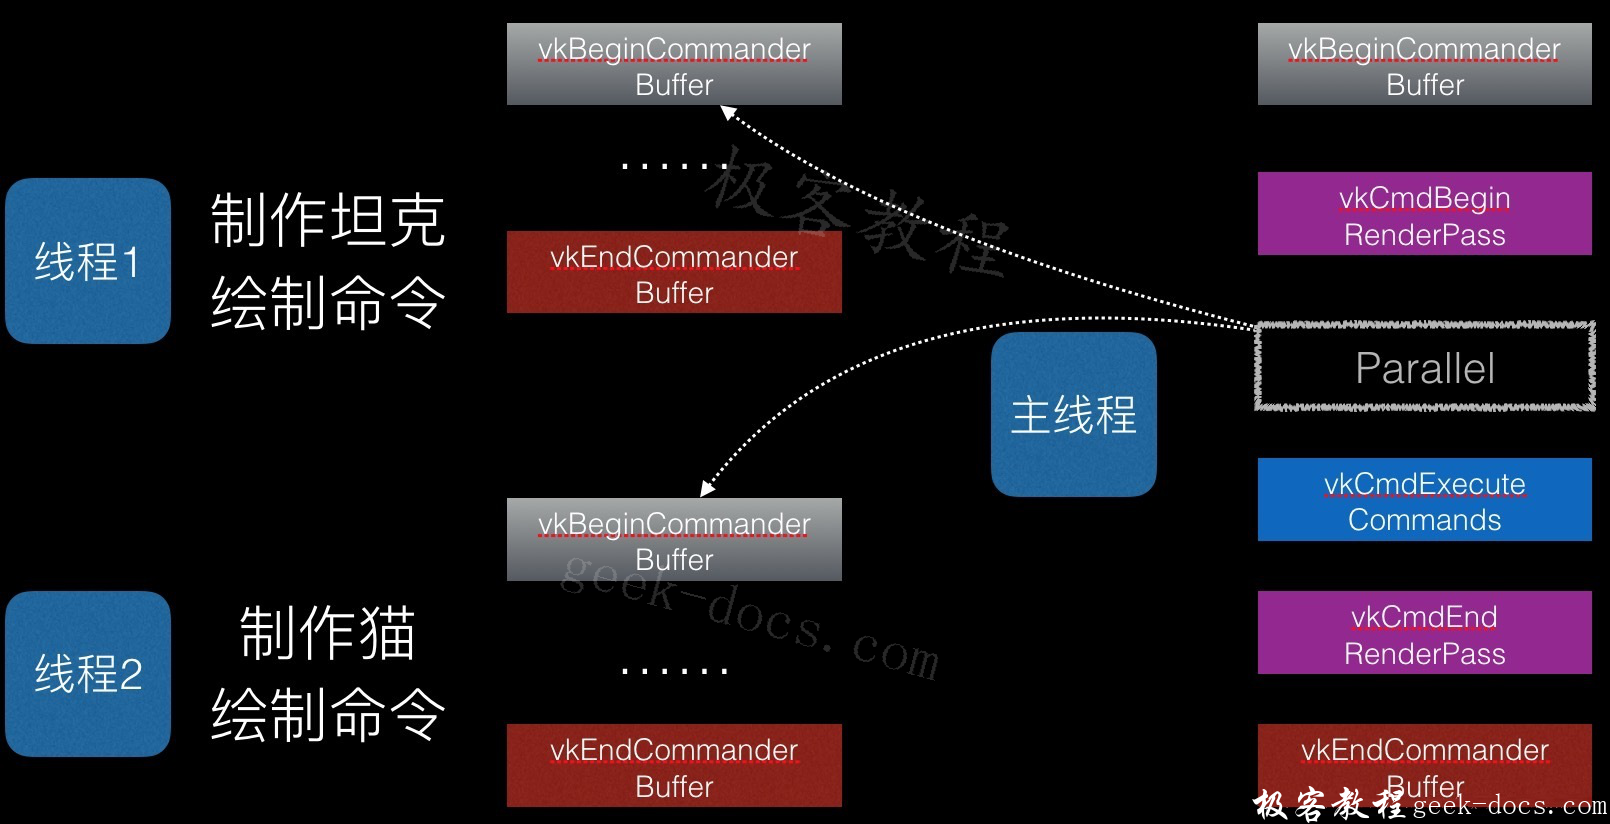 线程1
制作坦克
绘制命令
vkBeginCommander
Buffer
......
vkEndCommander
Buffer
线程2
制作猫
绘制命令
vkBeginCommander
Buffer
......
vkEndCommander
Buffer
主线程
vkBeginCommander
Buffer
vkCmdBegin
RenderPass
Parallel
vkCmdExecute
Commands
vkCmdEnd
RenderPass
vkEndCommander
Buffer
极客教程
geek-docs.com
极客教程 geek-docs.com